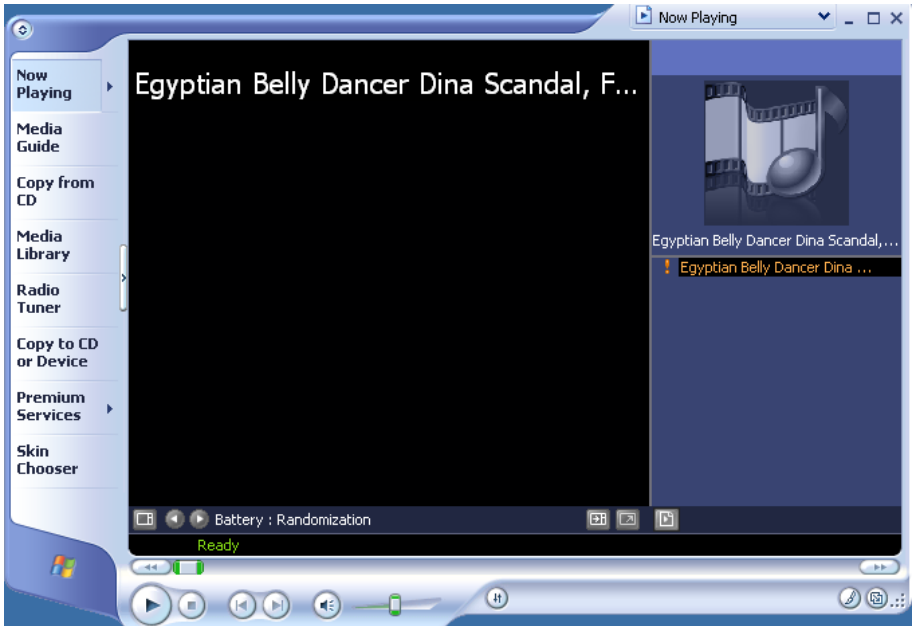 Now Playing
Now
Playing
Media
Guide
Copy from
CD
Media
Library
Radio
Tuner
Copy to CD
or Device
Premium
Services
Skin
Chooser
Egyptian Belly Dancer Dina Scandal, F...
Egyptian Belly Dancer Dina Scandal,...
! Egyptian Belly Dancer Dina ...
Battery : Randomization
Ready